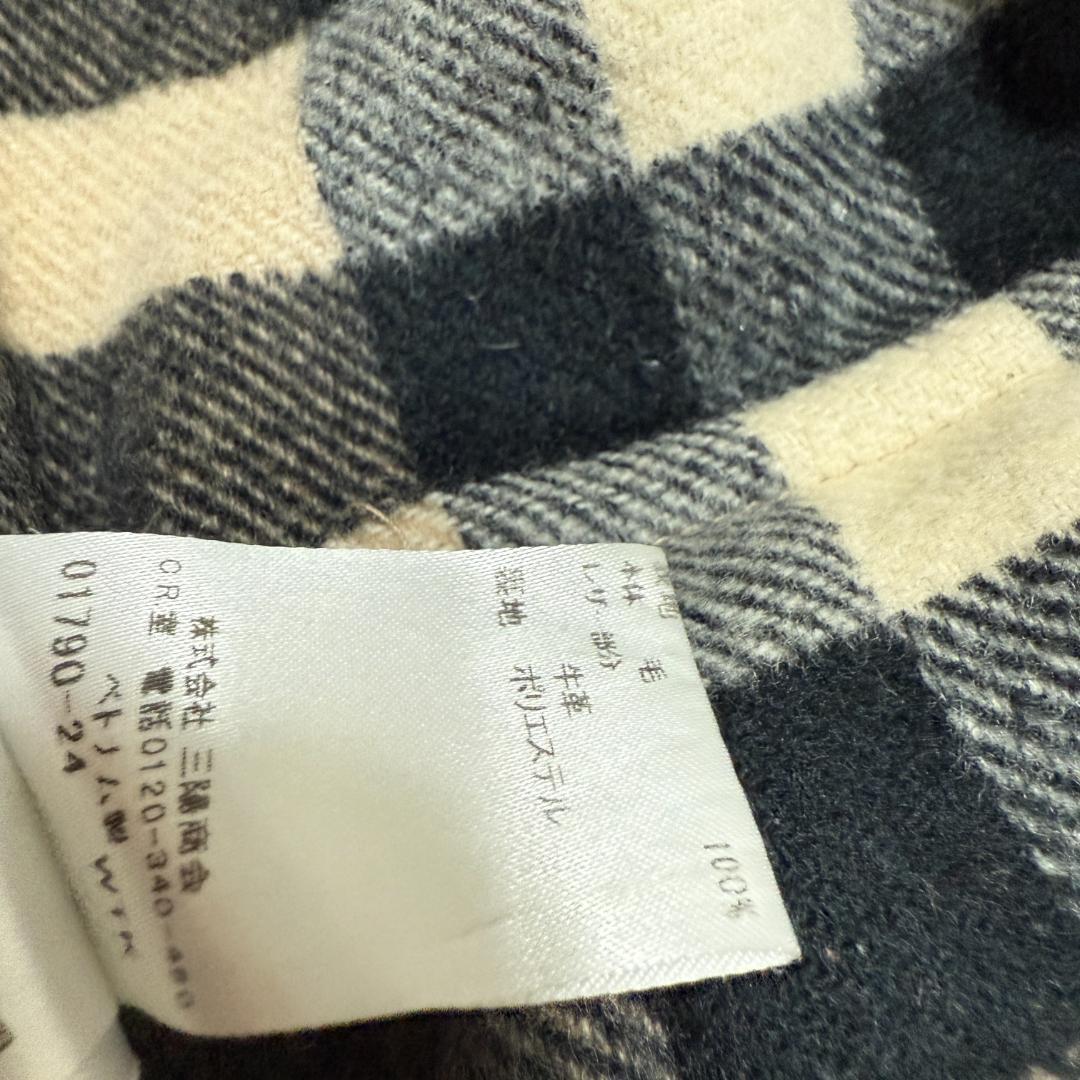 本体 毛 100%
レザー部分 牛革
裏地 ポリエステル
株式会社 三陽商会
CR室 電話0120-340-460
ベトナム製 WTA
01790-24